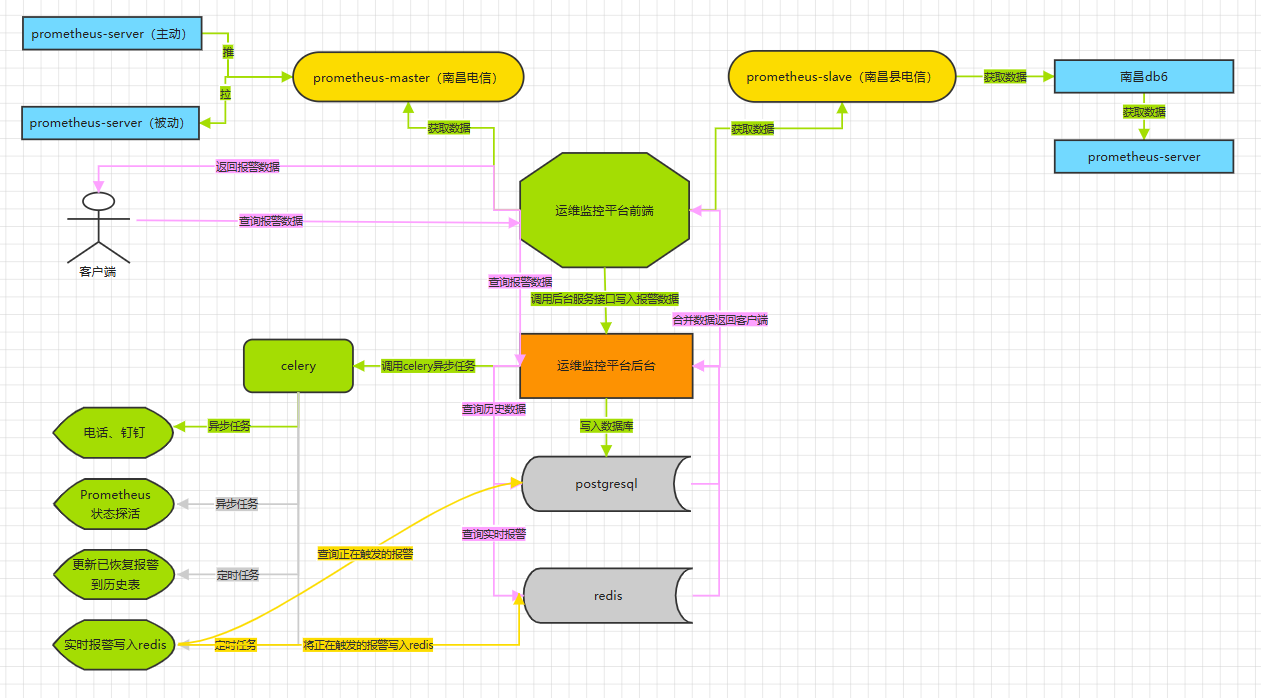 prometheus-server（主动）
推
prometheus-master（南昌电信）
prometheus-slave（南昌县电信）
获取数据
南昌db6
拉
prometheus-server（被动）
获取数据
获取数据
获取数据
prometheus-server
返回报警数据
查询报警数据
运维监控平台前端
客户端
查询报警数据
调用后台服务接口写入报警数据
合并数据返回客户端
celery
调用celery异步任务
运维监控平台后台
查询历史数据
写入数据库
电话、钉钉
异步任务
postgresql
Prometheus
状态探活
异步任务
查询实时报警
查询正在触发的报警
更新已恢复报警
到历史表
定时任务
redis
实时报警写入redis
定时任务
将正在触发的报警写入redis